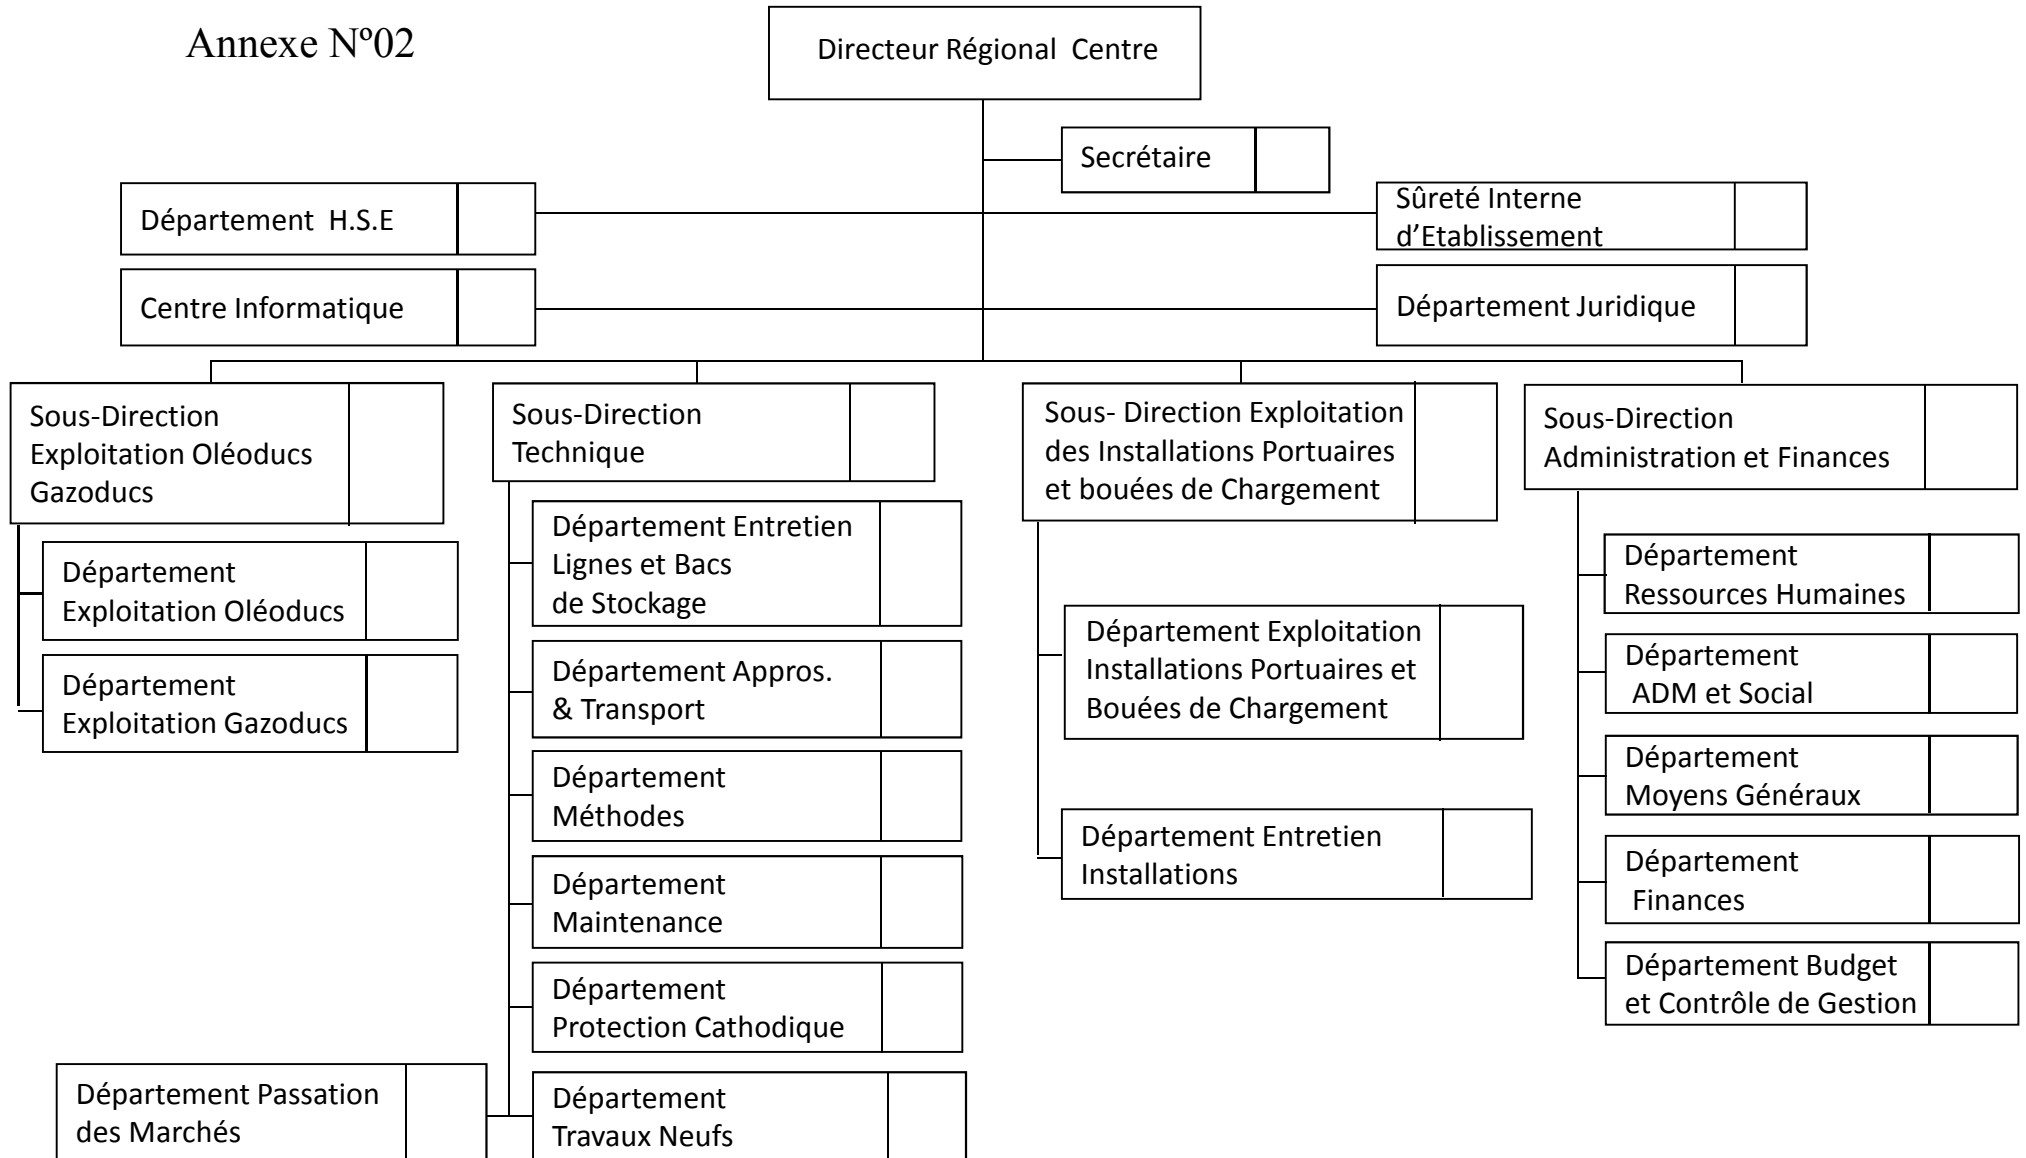 Annexe Nº02
Directeur Régional Centre
Secrétaire
Département H.S.E
Sûreté Interne
d’Etablissement
Centre Informatique
Département Juridique
Sous-Direction
Exploitation Oléoducs
Gazoducs
Département
Exploitation Oléoducs
Département
Exploitation Gazoducs
Sous-Direction
Technique
Département Entretien
Lignes et Bacs
de Stockage
Département Appros.
& Transport
Département
Méthodes
Département
Maintenance
Département
Protection Cathodique
Département Passation
des Marchés
Département
Travaux Neufs
Sous- Direction Exploitation
des Installations Portuaires
et bouées de Chargement
Département Exploitation
Installations Portuaires et
Bouées de Chargement
Département Entretien
Installations
Sous-Direction
Administration et Finances
Département
Ressources Humaines
Département
ADM et Social
Département
Moyens Généraux
Département
Finances
Département Budget
et Contrôle de Gestion